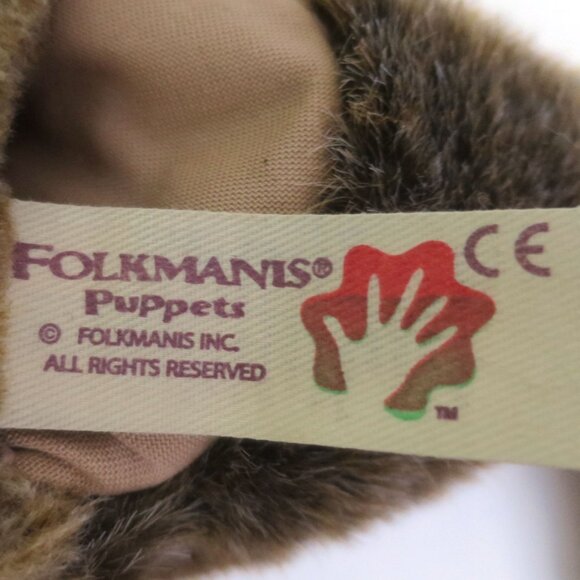 FOLKMANIS®
Puppets
© FOLKMANIS INC.
ALL RIGHTS RESERVED
™
CE